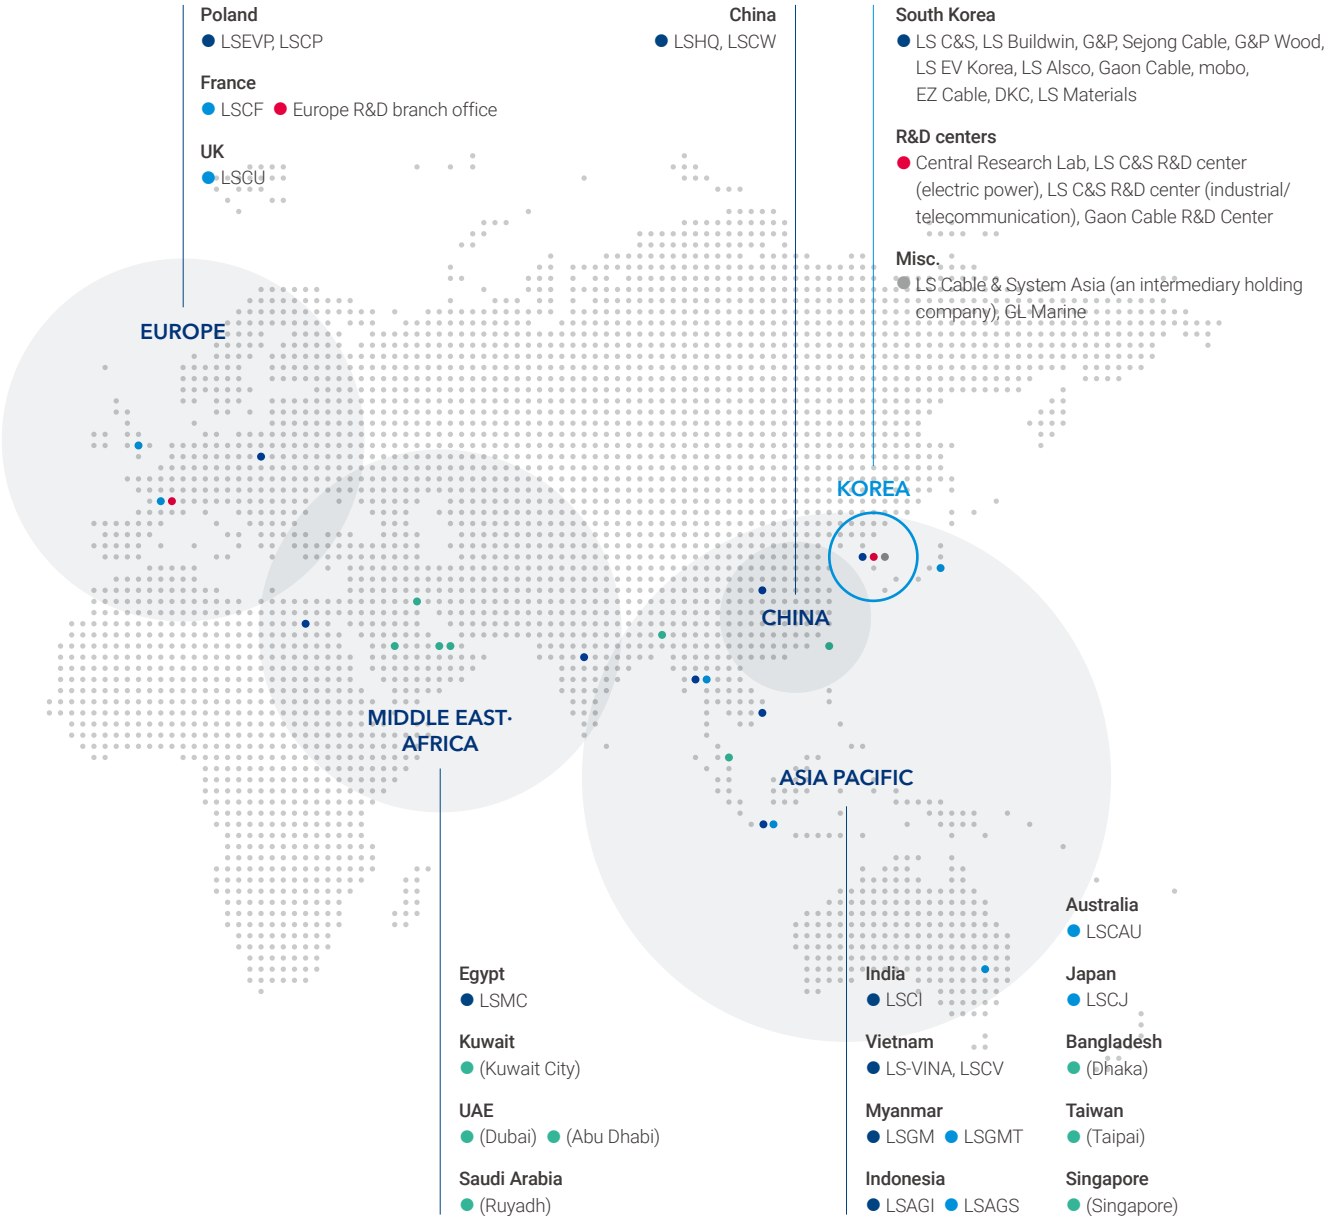 Poland
LSEVP, LSCP
France
LSCF Europe R&D branch office
UK
LSCU
China
LSHQ, LSCW
South Korea
LS C&S, LS Buildwin, G&P, Sejong Cable, G&P Wood,
LS EV Korea, LS Alsco, Gaon Cable, mobo,
EZ Cable, DKC, LS Materials
R&D centers
Central Research Lab, LS C&S R&D center
(electric power), LS C&S R&D center (industrial/
telecommunication), Gaon Cable R&D Center
Misc.
LS Cable & System Asia (an intermediary holding
company), GL Marine
EUROPE
KOREA
CHINA
MIDDLE EAST·
AFRICA
ASIA PACIFIC
Egypt
LSMC
Kuwait
(Kuwait City)
UAE
(Dubai) (Abu Dhabi)
Saudi Arabia
(Ruyadh)
India
LSCI
Vietnam
LS-VINA, LSCV
Myanmar
LSGM LSGMT
Indonesia
LSAGI LSAGS
Australia
LSCAU
Japan
LSCJ
Bangladesh
(Dhaka)
Taiwan
(Taipai)
Singapore
(Singapore)